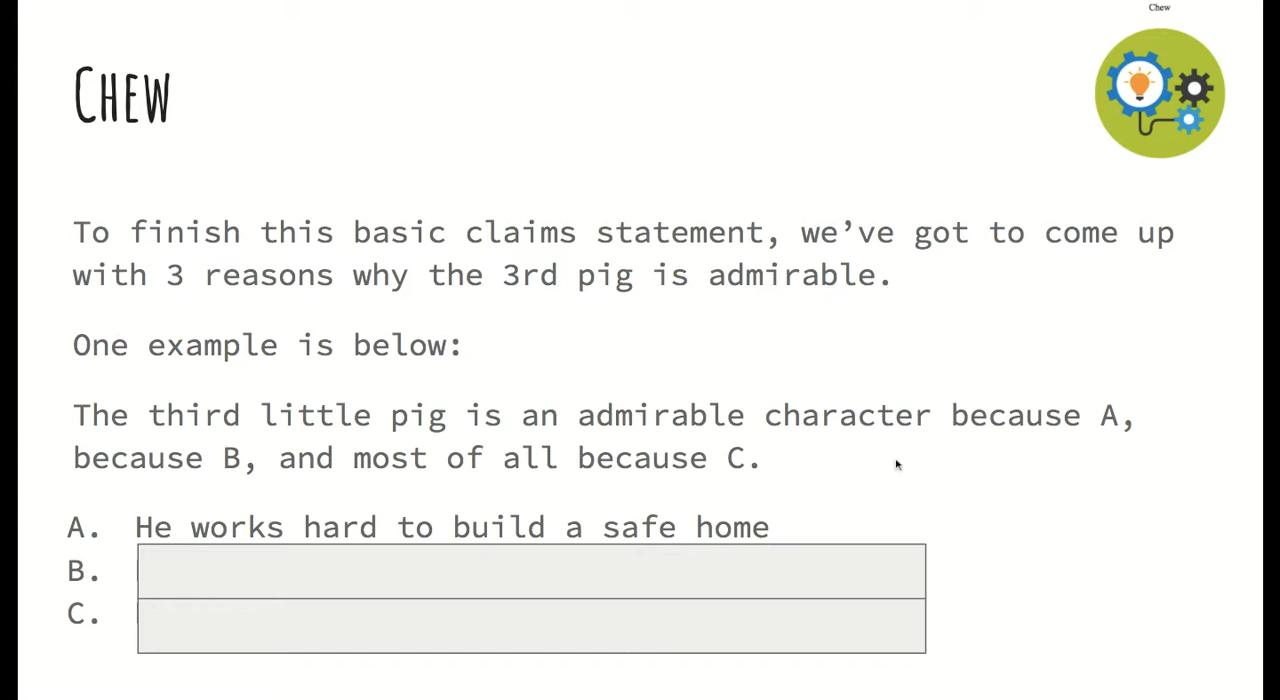 Chew
Chew
To finish this basic claims statement, we’ve got to come up
with 3 reasons why the 3rd pig is admirable.
One example is below:
The third little pig is an admirable character because A,
because B, and most of all because C.
A. He works hard to build a safe home
B.
C.